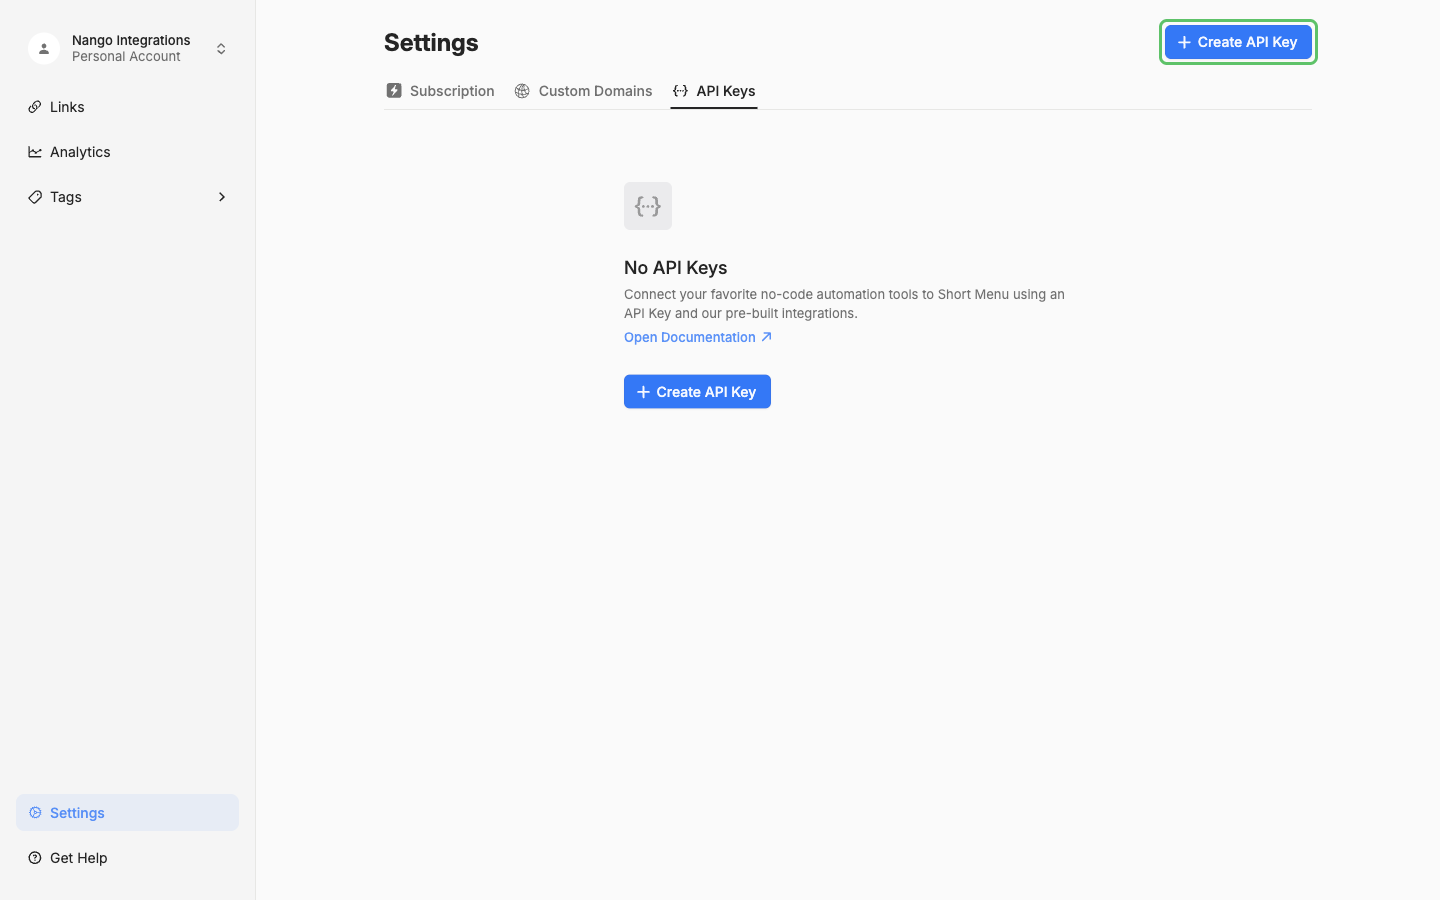 Nango Integrations
Personal Account
Links
Analytics
Tags
Settings
Get Help
Settings
Create API Key
Subscription
Custom Domains
API Keys
No API Keys
Connect your favorite no-code automation tools to Short Menu using an
API Key and our pre-built integrations.
Open Documentation
Create API Key